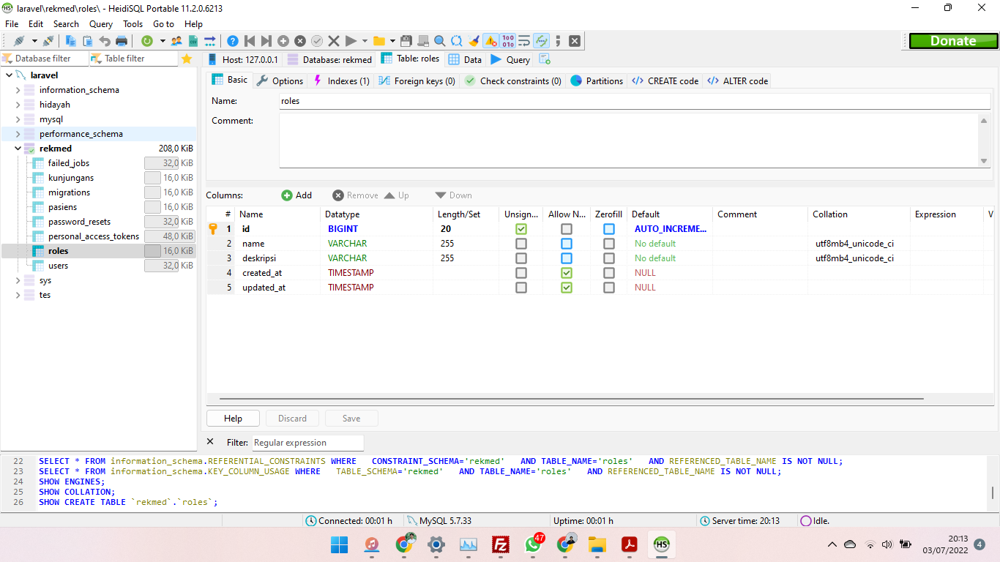 laravel\rekmed\roles\ - HeidiSQL Portable 11.2.0.6213
File Edit Search Query Tools Go to Help
Donate
Database filter Table filter
Host: 127.0.0.1 Database: rekmed Table: roles Data Query
laravel
information_schema
hidayah
mysql
performance_schema
rekmed 208,0 KiB
failed_jobs 32,0 KiB
kunjungans 16,0 KiB
migrations 16,0 KiB
pasiens 16,0 KiB
password_resets 32,0 KiB
personal_access_tokens 48,0 KiB
roles 16,0 KiB
users 32,0 KiB
sys
tes
Basic Options Indexes (1) Foreign keys (0) Check constraints (0) Partitions CREATE code ALTER code
Name: roles
Comment:
Columns: Add Remove Up Down
# Name Datatype Length/Set Unsign... Allow N... Zerofill Default Comment Collation Expression V
1 id BIGINT 20 AUTO_INCREME...
2 name VARCHAR 255 No default utf8mb4_unicode_ci
3 deskripsi VARCHAR 255 No default utf8mb4_unicode_ci
4 created_at TIMESTAMP NULL
5 updated_at TIMESTAMP NULL
Help Discard Save
Filter: Regular expression
22 SELECT * FROM information_schema.REFERENTIAL_CONSTRAINTS WHERE CONSTRAINT_SCHEMA='rekmed' AND TABLE_NAME='roles' AND REFERENCED_TABLE_NAME IS NOT NULL;
23 SELECT * FROM information_schema.KEY_COLUMN_USAGE WHERE TABLE_SCHEMA='rekmed' AND TABLE_NAME='roles' AND REFERENCED_TABLE_NAME IS NOT NULL;
24 SHOW ENGINES;
25 SHOW COLLATION;
26 SHOW CREATE TABLE `rekmed`.`roles`;
Connected: 00:01 h MySQL 5.7.33 Uptime: 00:01 h Server time: 20:13 Idle.
47
HS
20:13
03/07/2022
4